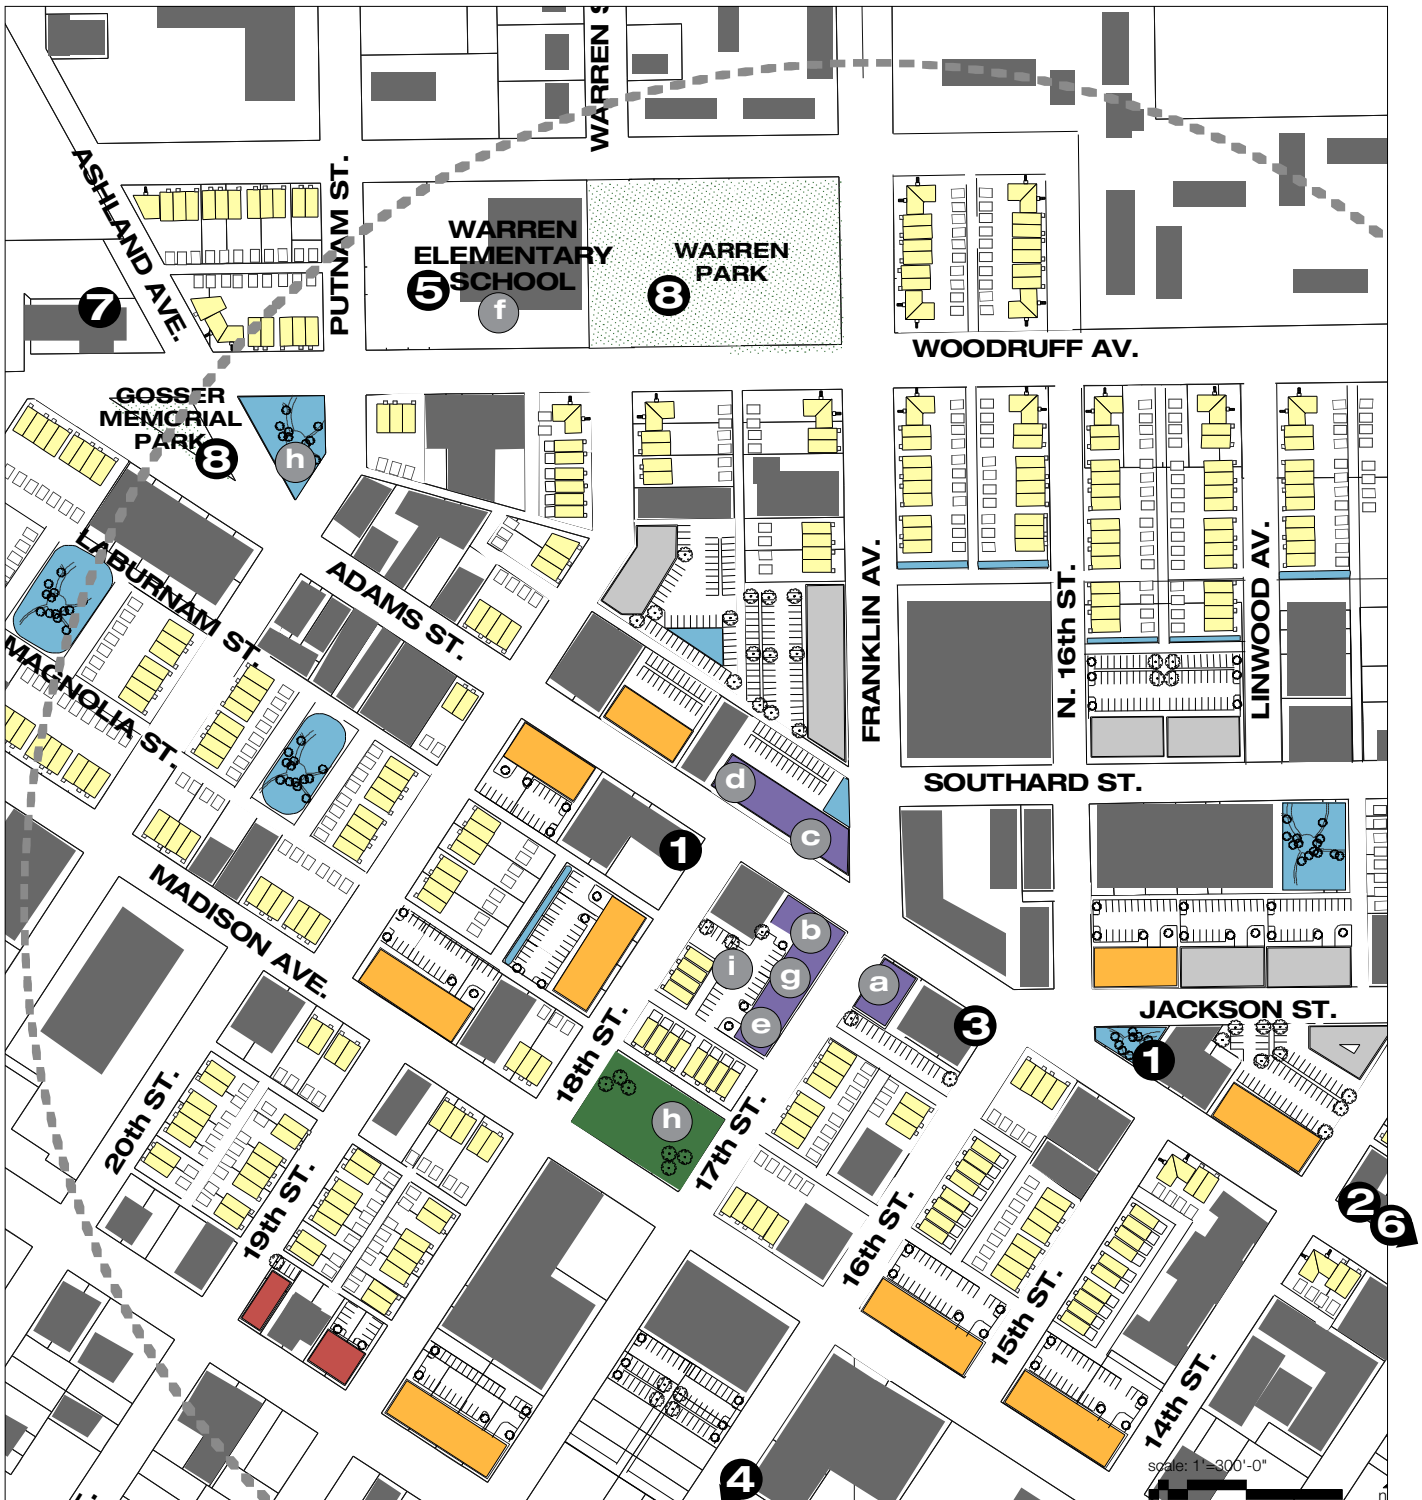 WARREN S
ASHLAND AVE.
PUTNAM ST.
WARREN
ELEMENTARY
SCHOOL
5
f
WARREN
PARK
8
7
WOODRUFF AV.
GOSSER
MEMORIAL
PARK
8
h
LABURNAM ST.
ADAMS ST.
MAGNOLIA ST.
FRANKLIN AV.
N. 16th ST.
LINWOOD AV.
SOUTHARD ST.
d
c
1
MADISON AVE.
b
i
g
a
e
3
JACKSON ST.
1
18th ST.
h
17th ST.
20th ST.
19th ST.
16th ST.
2
6
15th ST.
14th ST.
4
scale: 1'=300'-0"
n